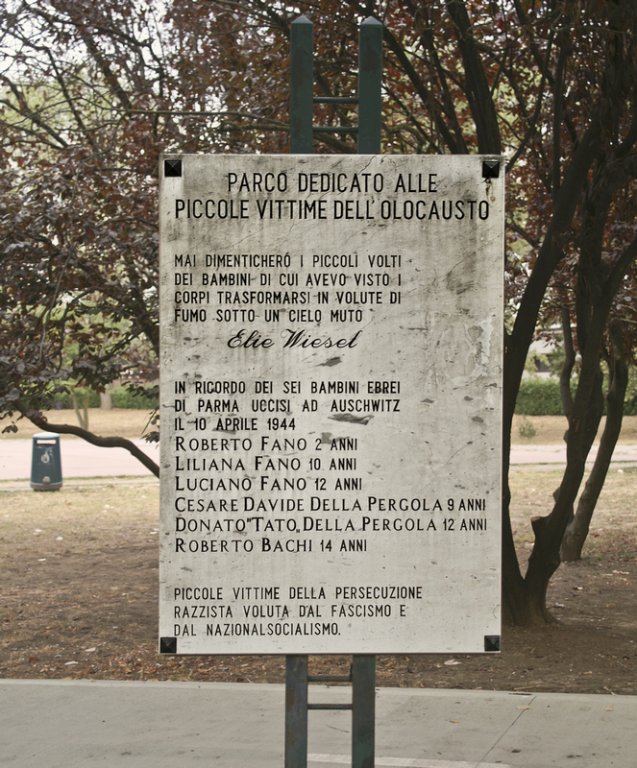 PARCO DEDICATO ALLE
PICCOLE VITTIME DELL'OLOCAUSTO
MAI DIMENTICHERÓ I PICCOLI VOLTI
DEI BAMBINI DI CUI AVEVO VISTO I
CORPI TRASFORMARSI IN VOLUTE DI
FUMO SOTTO UN CIELO MUTO
Elie Wiesel
IN RICORDO DEI SEI BAMBINI EBREI
DI PARMA UCCISI AD AUSCHWITZ
IL 10 APRILE 1944
ROBERTO FANO 2 ANNI
LILIANA FANO 10 ANNI
LUCIANO FANO 12 ANNI
CESARE DAVIDE DELLA PERGOLA 9 ANNI
DONATO "TATO" DELLA PERGOLA 12 ANNI
ROBERTO BACHI 14 ANNI
PICCOLE VITTIME DELLA PERSECUZIONE
RAZZISTA VOLUTA DAL FASCISMO E
DAL NAZIONALSOCIALISMO.